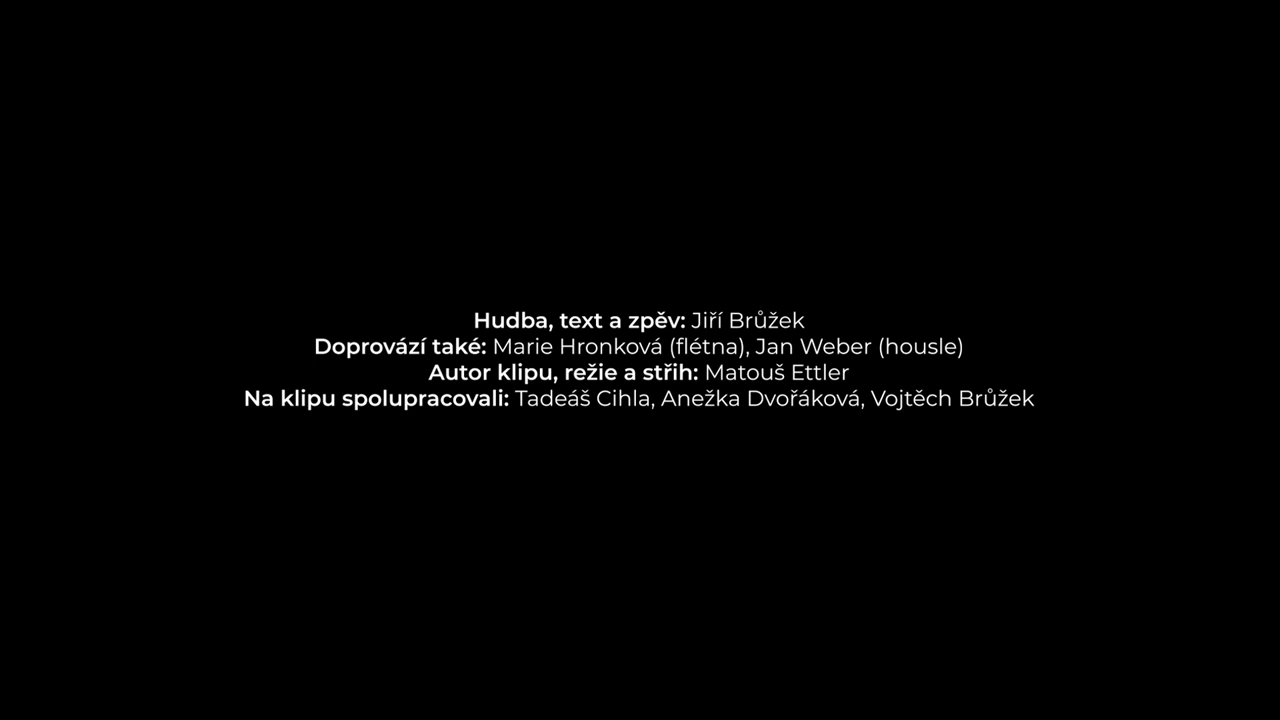 Hudba, text a zpěv: Jiří Brůžek
Doprovází také: Marie Hronková (flétna), Jan Weber (housle)
Autor klipu, režie a střih: Matouš Ettler
Na klipu spolupracovali: Tadeáš Cihla, Anežka Dvořáková, Vojtěch Brůžek